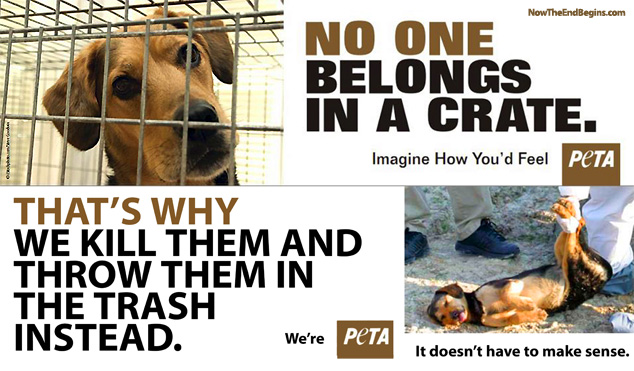 NowTheEndBegins.com
NO ONE
BELONGS
IN A CRATE.
Imagine How You'd Feel PeTA
THAT'S WHY
WE KILL THEM AND
THROW THEM IN
THE TRASH
INSTEAD.
We're PeTA
It doesn't have to make sense.